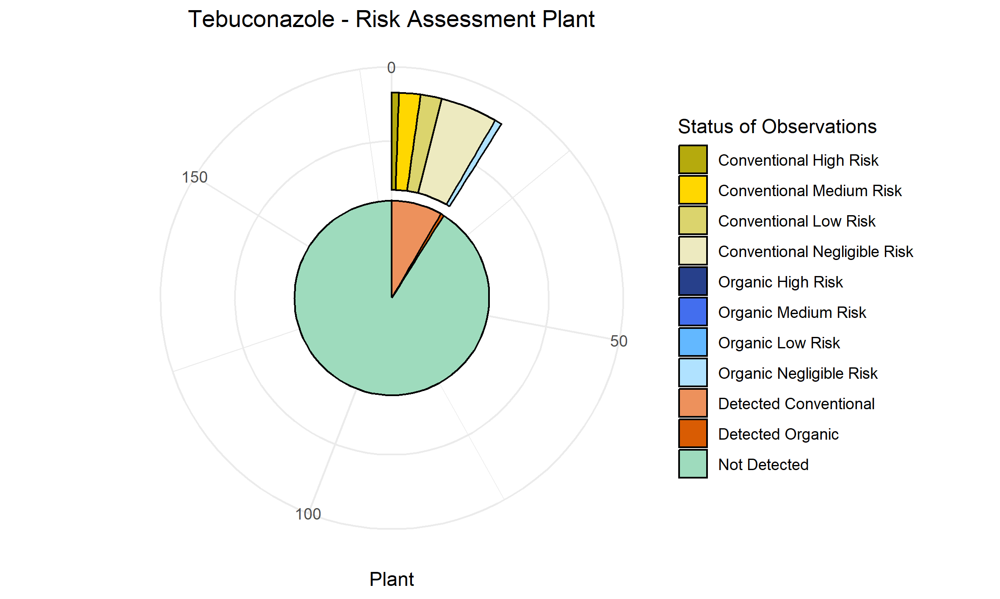 Tebuconazole - Risk Assessment Plant
0
150
50
100
Plant
Status of Observations
Conventional High Risk
Conventional Medium Risk
Conventional Low Risk
Conventional Negligible Risk
Organic High Risk
Organic Medium Risk
Organic Low Risk
Organic Negligible Risk
Detected Conventional
Detected Organic
Not Detected